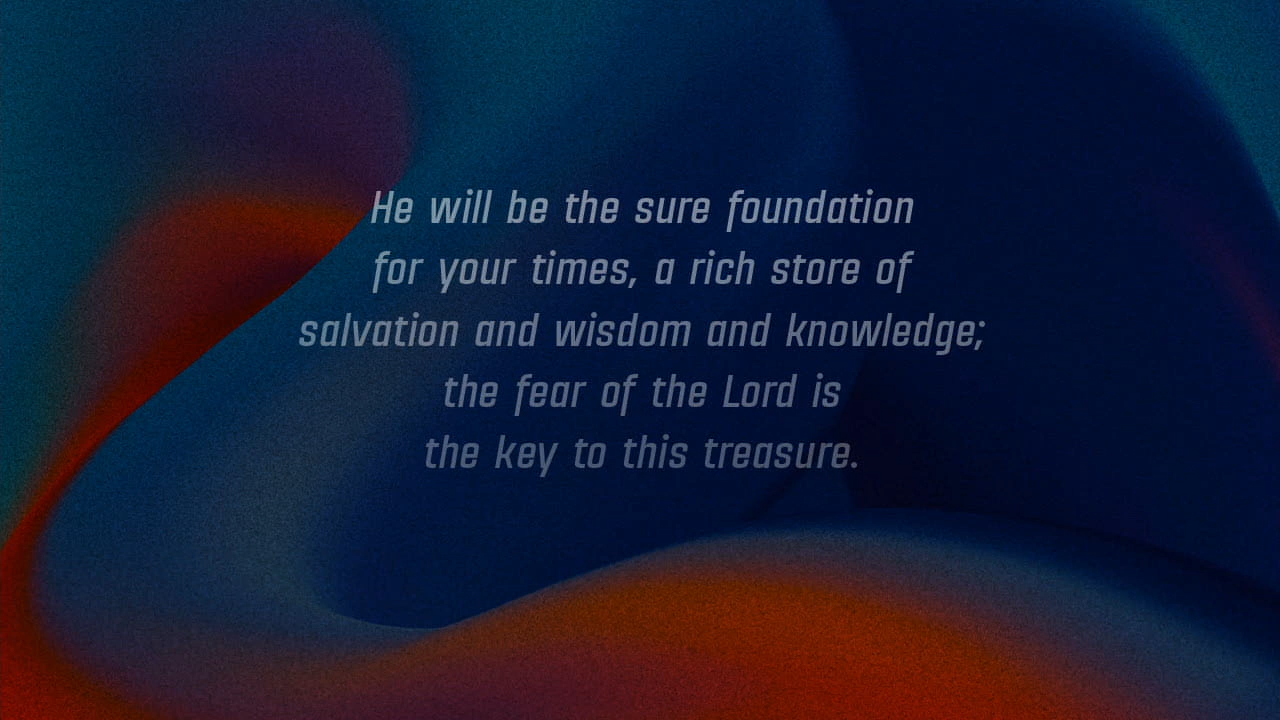 He will be the sure foundation
for your times, a rich store of
salvation and wisdom and knowledge;
the fear of the Lord is
the key to this treasure.